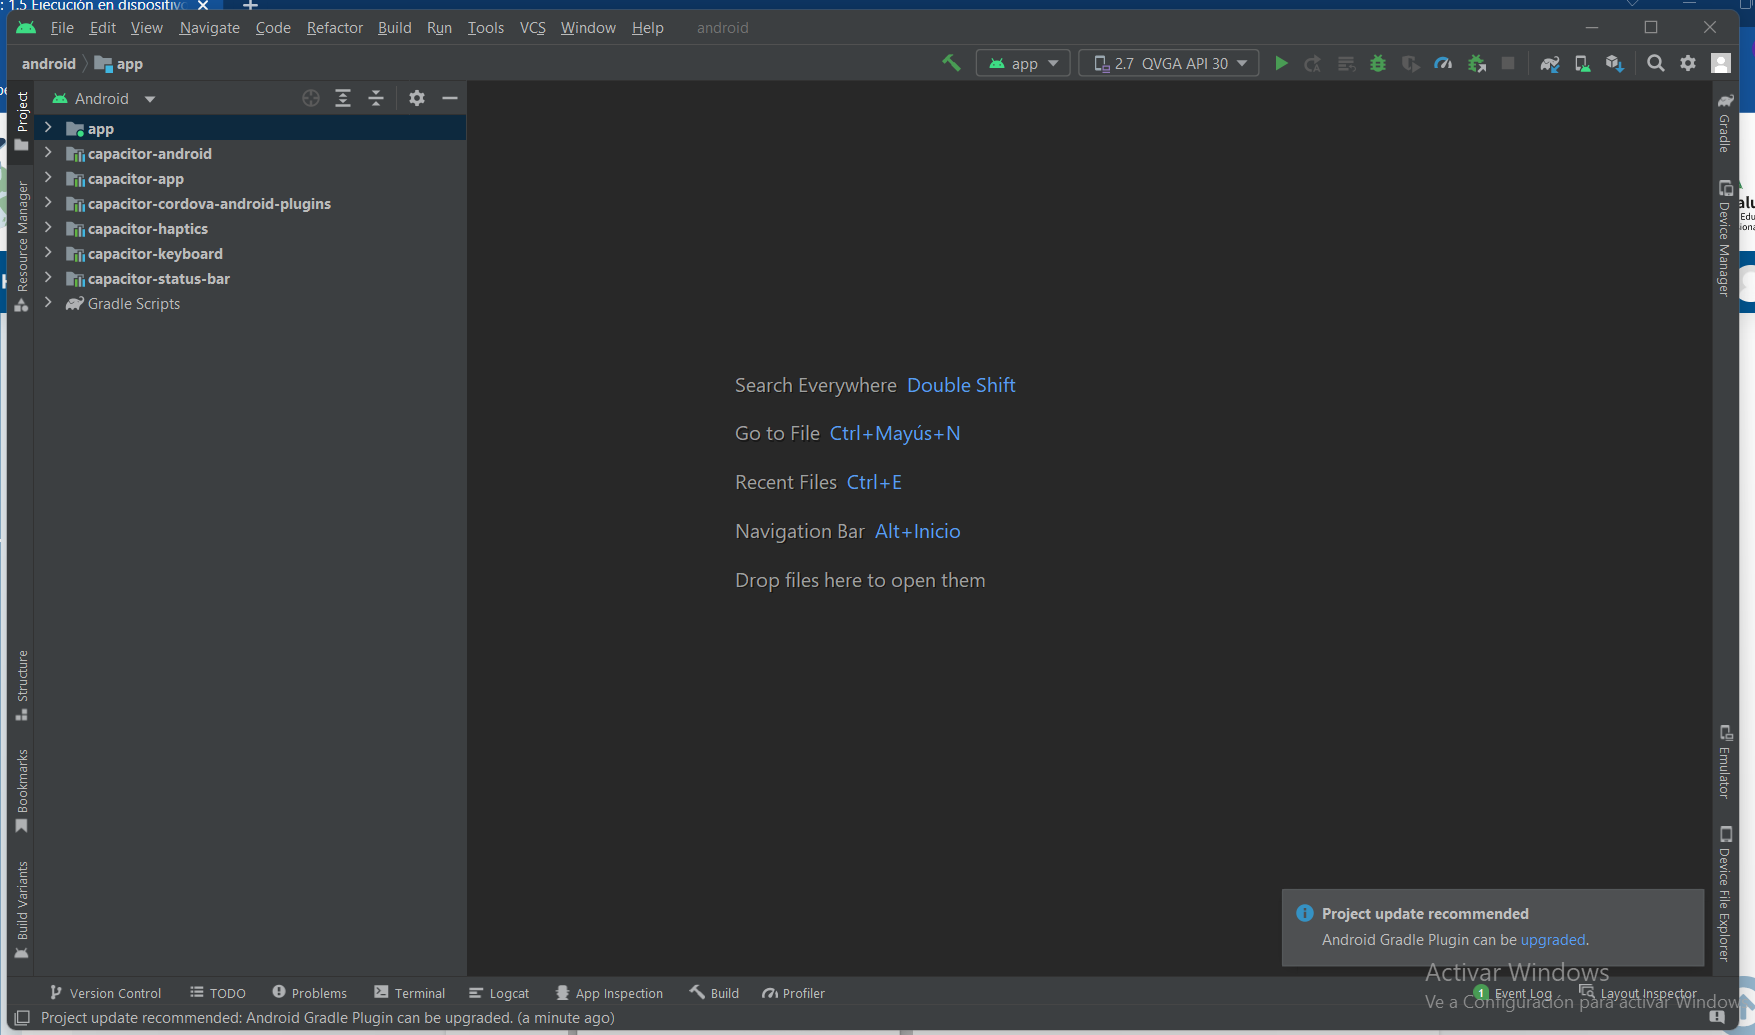 : 1.5 Ejecución en dispositivo
File Edit View Navigate Code Refactor Build Run Tools VCS Window Help android
android app
app 2.7 QVGA API 30
Android
app
capacitor-android
capacitor-app
capacitor-cordova-android-plugins
capacitor-haptics
capacitor-keyboard
capacitor-status-bar
Gradle Scripts
Project
Resource Manager
Structure
Bookmarks
Build Variants
Search Everywhere Double Shift
Go to File Ctrl+Mayús+N
Recent Files Ctrl+E
Navigation Bar Alt+Inicio
Drop files here to open them
Gradle
Device Manager
Emulator
Device File Explorer
Project update recommended
Android Gradle Plugin can be upgraded.
Activar Windows
Ve a Configuración para activar Window
Version Control TODO Problems Terminal Logcat App Inspection Build Profiler 1 Event Log Layout Inspector
Project update recommended: Android Gradle Plugin can be upgraded. (a minute ago)